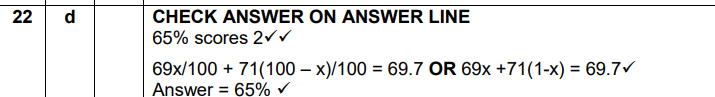 22 d CHECK ANSWER ON ANSWER LINE
65% scores 2✓✓
69x/100 + 71(100 – x)/100 = 69.7 OR 69x +71(1-x) = 69.7✓
Answer = 65% ✓